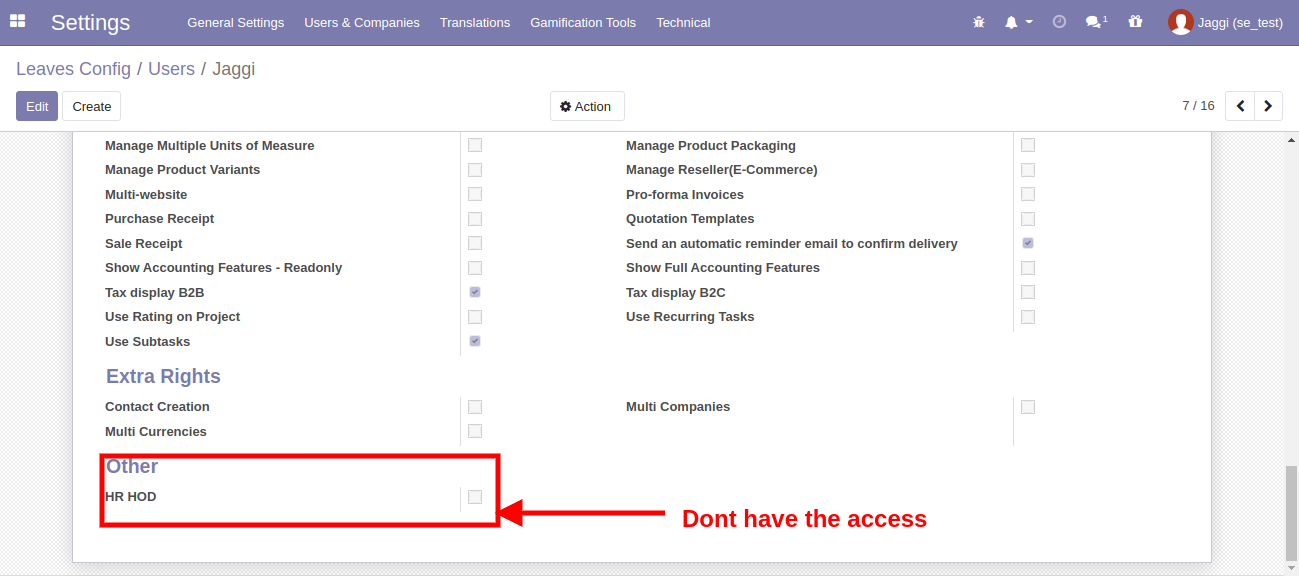 Settings General Settings Users & Companies Translations Gamification Tools Technical 1 Jaggi (se_test)
Leaves Config / Users / Jaggi
Edit Create Action 7 / 16
Manage Multiple Units of Measure Manage Product Packaging
Manage Product Variants Manage Reseller(E-Commerce)
Multi-website Pro-forma Invoices
Purchase Receipt Quotation Templates
Sale Receipt Send an automatic reminder email to confirm delivery
Show Accounting Features - Readonly Show Full Accounting Features
Tax display B2B Tax display B2C
Use Rating on Project Use Recurring Tasks
Use Subtasks
Extra Rights
Contact Creation Multi Companies
Multi Currencies
Other
HR HOD
Dont have the access